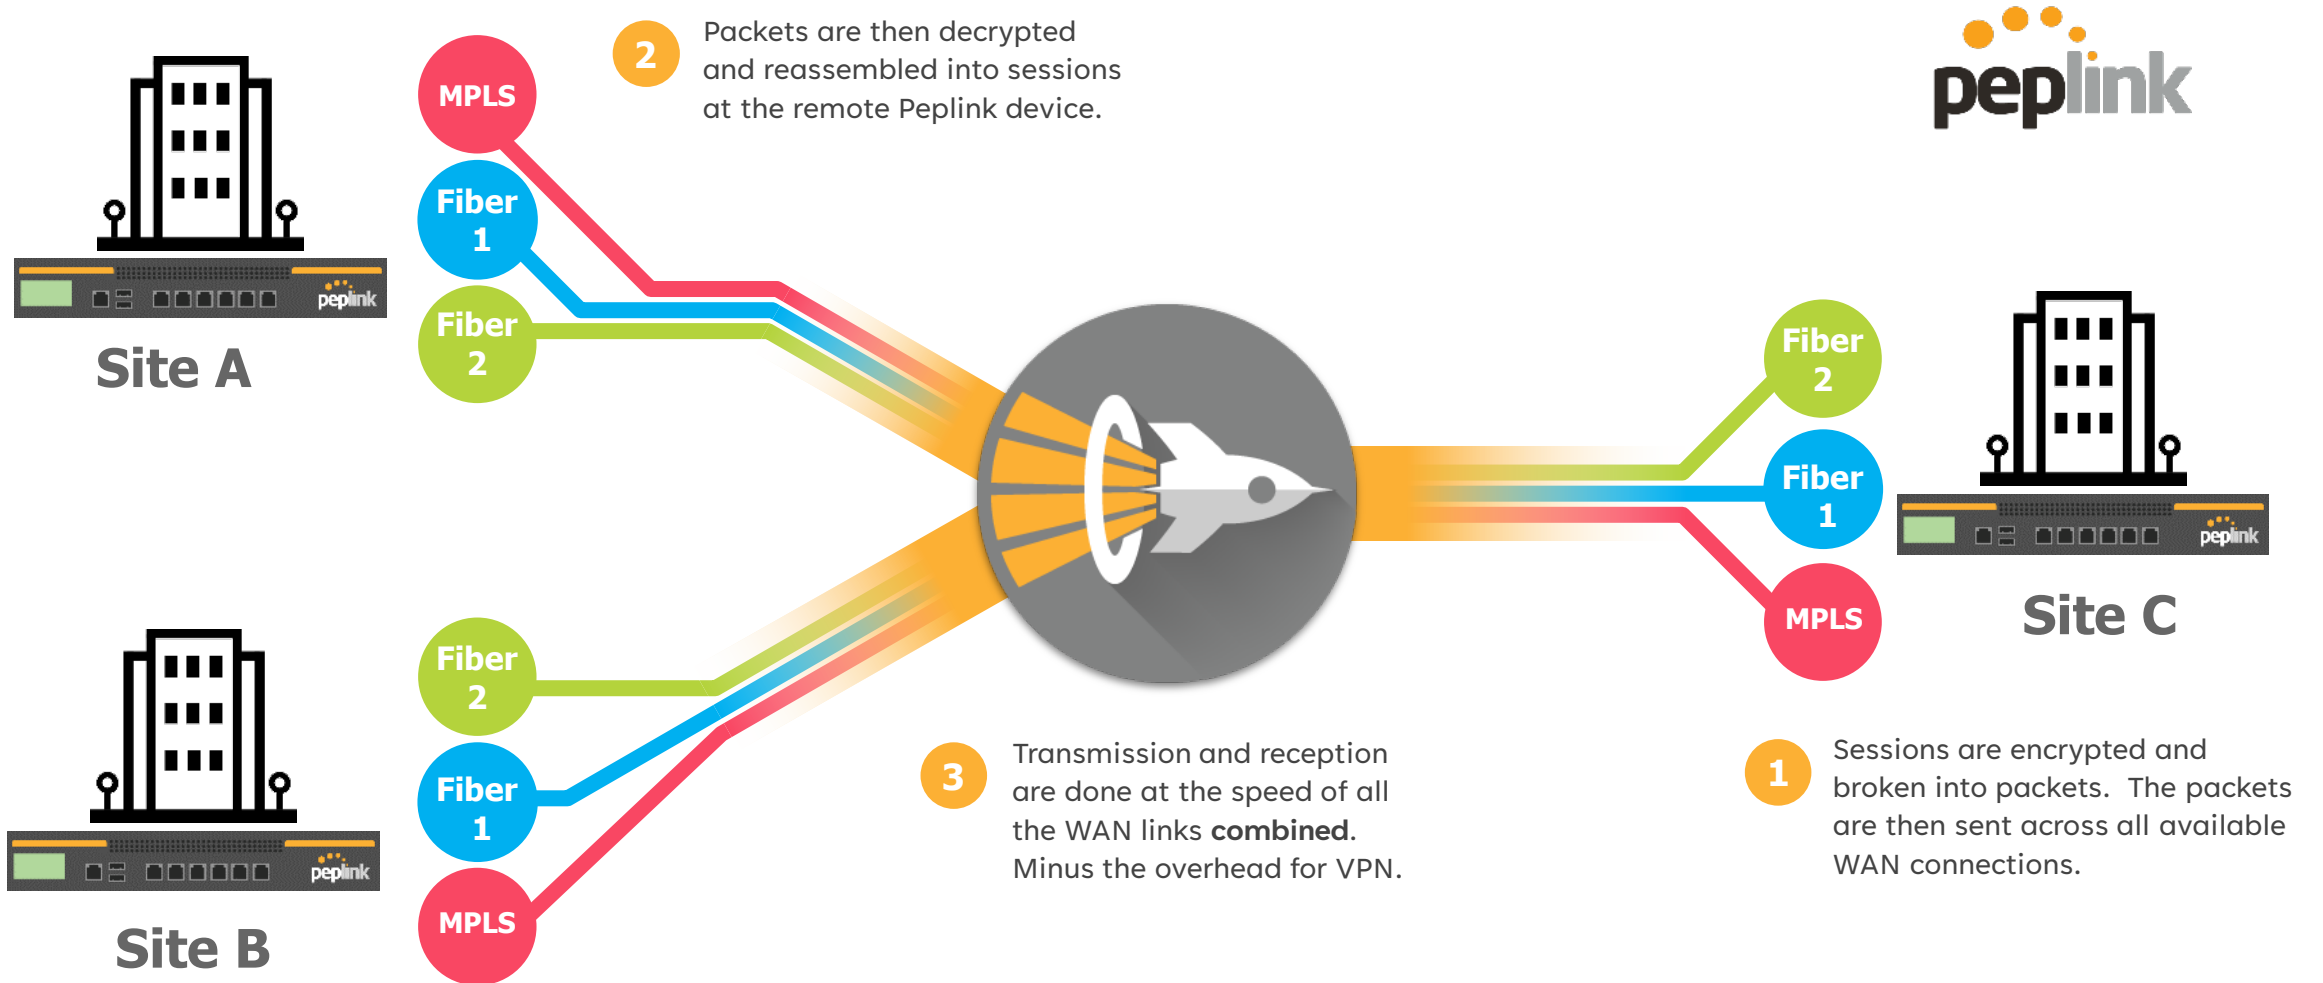 2
Packets are then decrypted
and reassembled into sessions
at the remote Peplink device.
peplink
MPLS
Fiber
1
Fiber
2
peplink
Site A
Fiber
2
Fiber
1
MPLS
peplink
Site C
Fiber
2
Fiber
1
MPLS
peplink
Site B
3
Transmission and reception
are done at the speed of all
the WAN links combined.
Minus the overhead for VPN.
1
Sessions are encrypted and
broken into packets.  The packets
are then sent across all available
WAN connections.